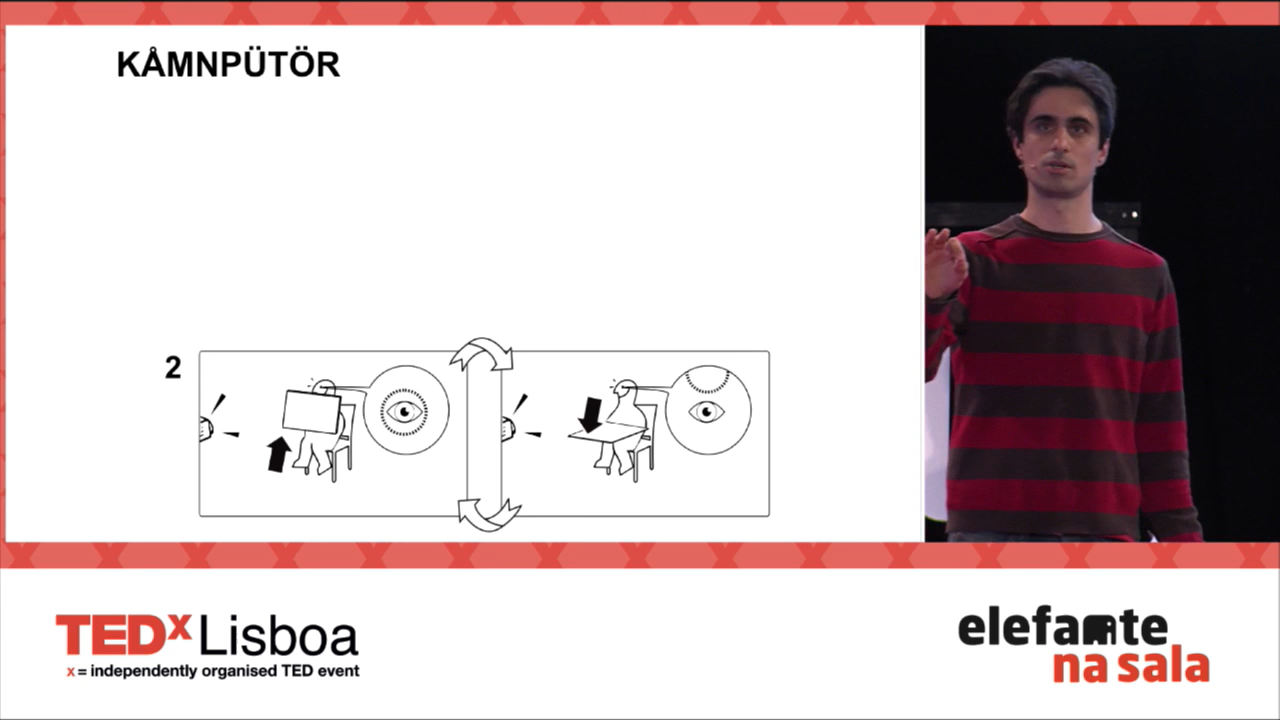 KÅMNPÜTÖR
2
TEDx Lisboa
x = independently organised TED event
elefante
na sala